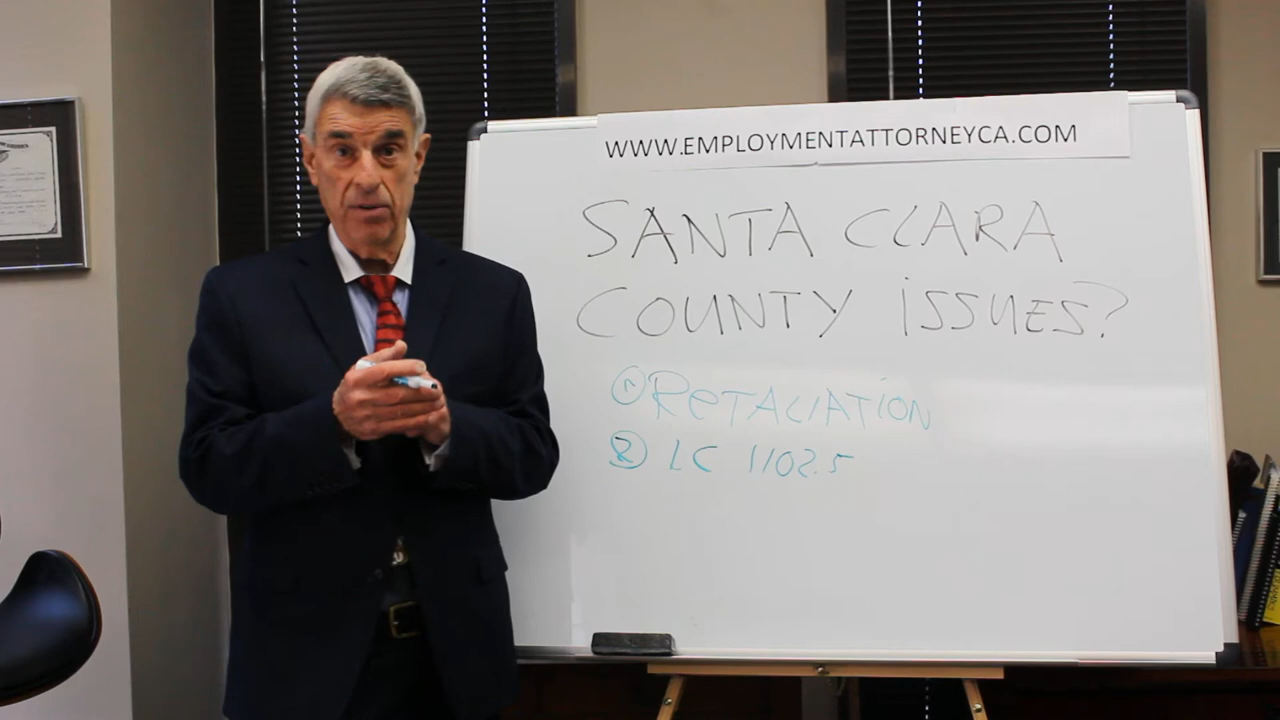 WWW.EMPLOYMENTATTORNEYCA.COM
SANTA CLARA
COUNTY ISSUES?
① RETALIATION
② LC 1102.5